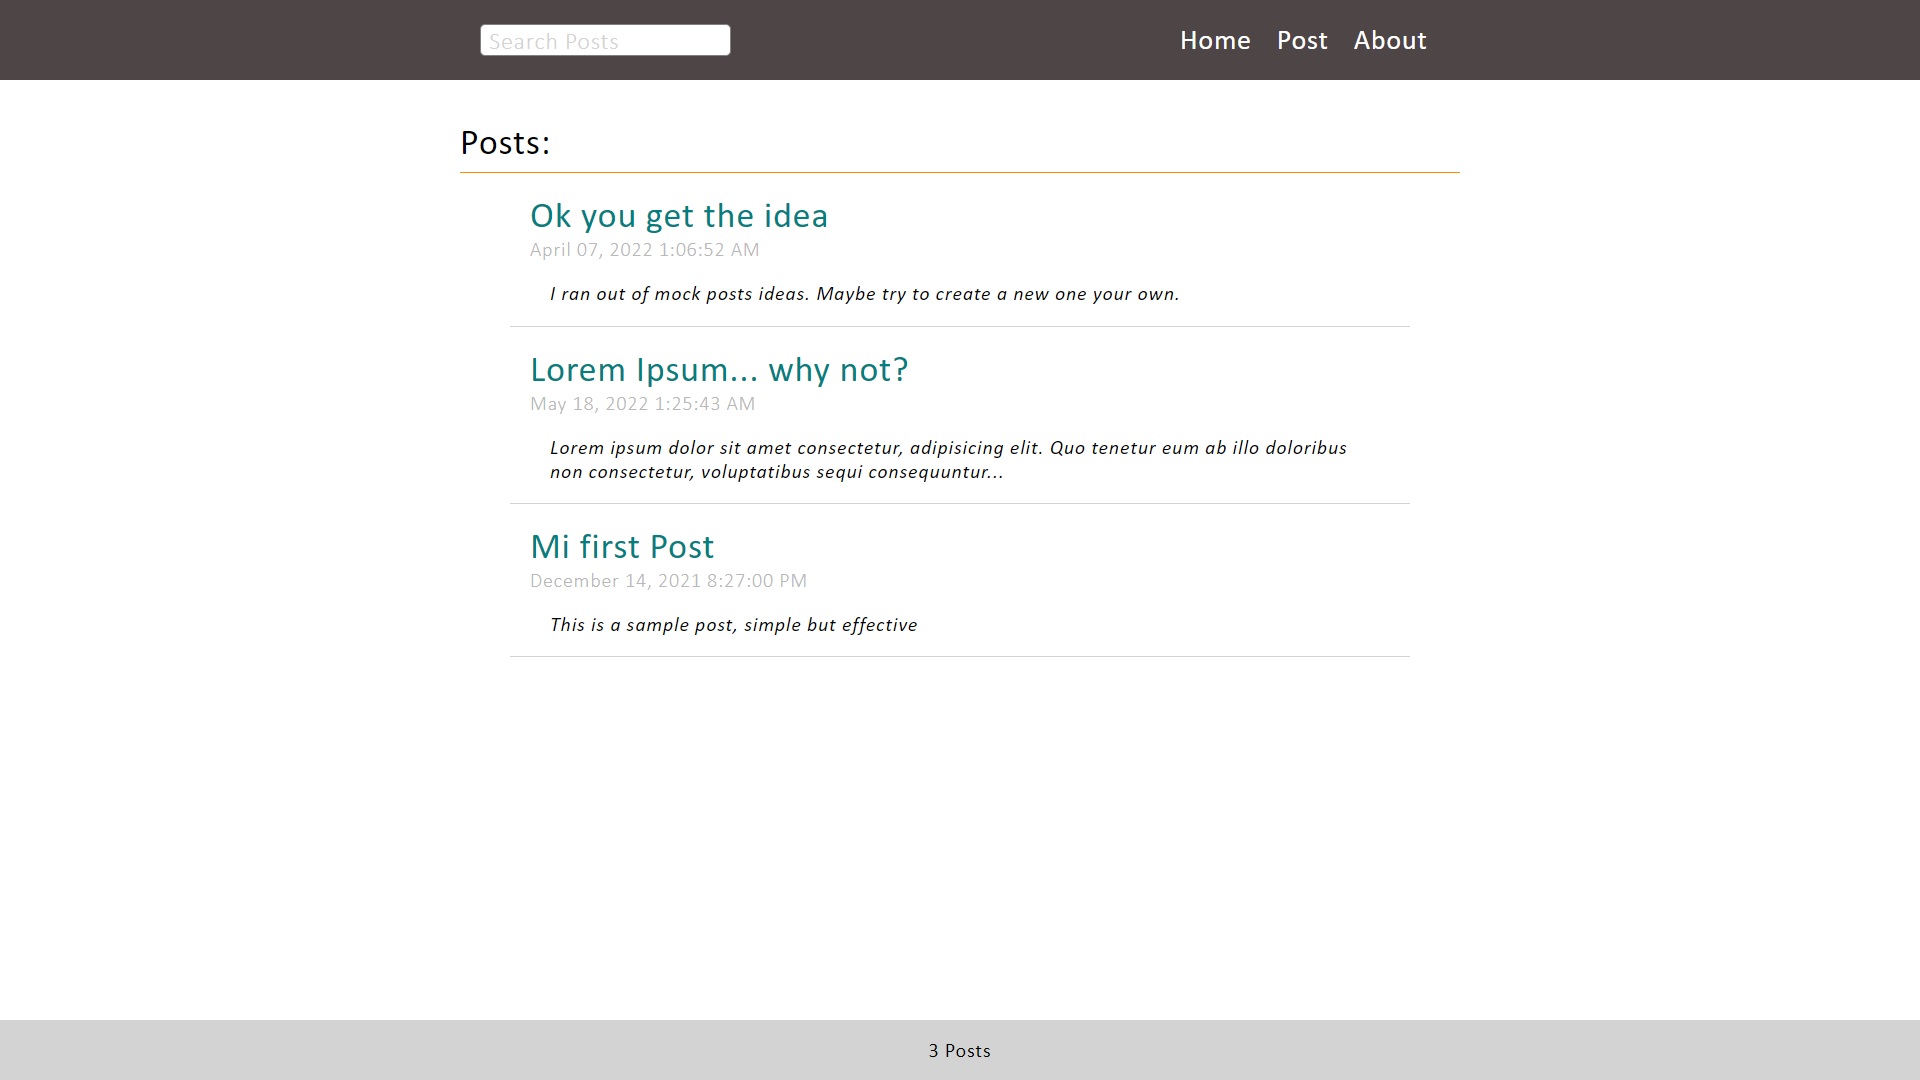 Search Posts
Home Post About
Posts:
Ok you get the idea
April 07, 2022 1:06:52 AM
I ran out of mock posts ideas. Maybe try to create a new one your own.
Lorem Ipsum... why not?
May 18, 2022 1:25:43 AM
Lorem ipsum dolor sit amet consectetur, adipisicing elit. Quo tenetur eum ab illo doloribus
non consectetur, voluptatibus sequi consequuntur...
Mi first Post
December 14, 2021 8:27:00 PM
This is a sample post, simple but effective
3 Posts